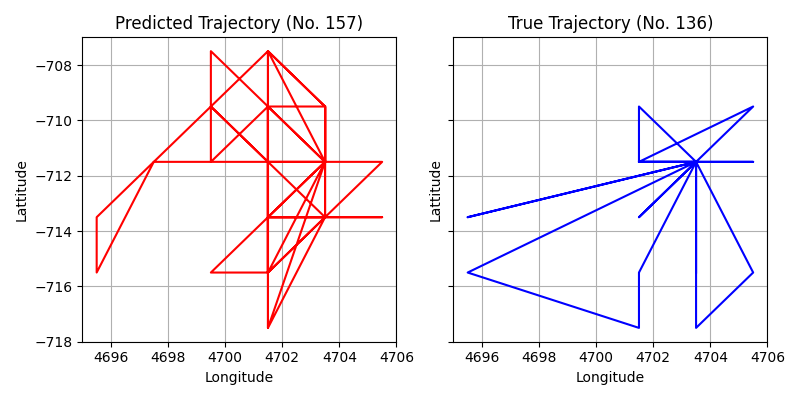 Predicted Trajectory (No. 157)
True Trajectory (No. 136)
−708
−710
−712
−714
−716
−718
Lattitude
Lattitude
4696 4698 4700 4702 4704 4706
4696 4698 4700 4702 4704 4706
Longitude
Longitude